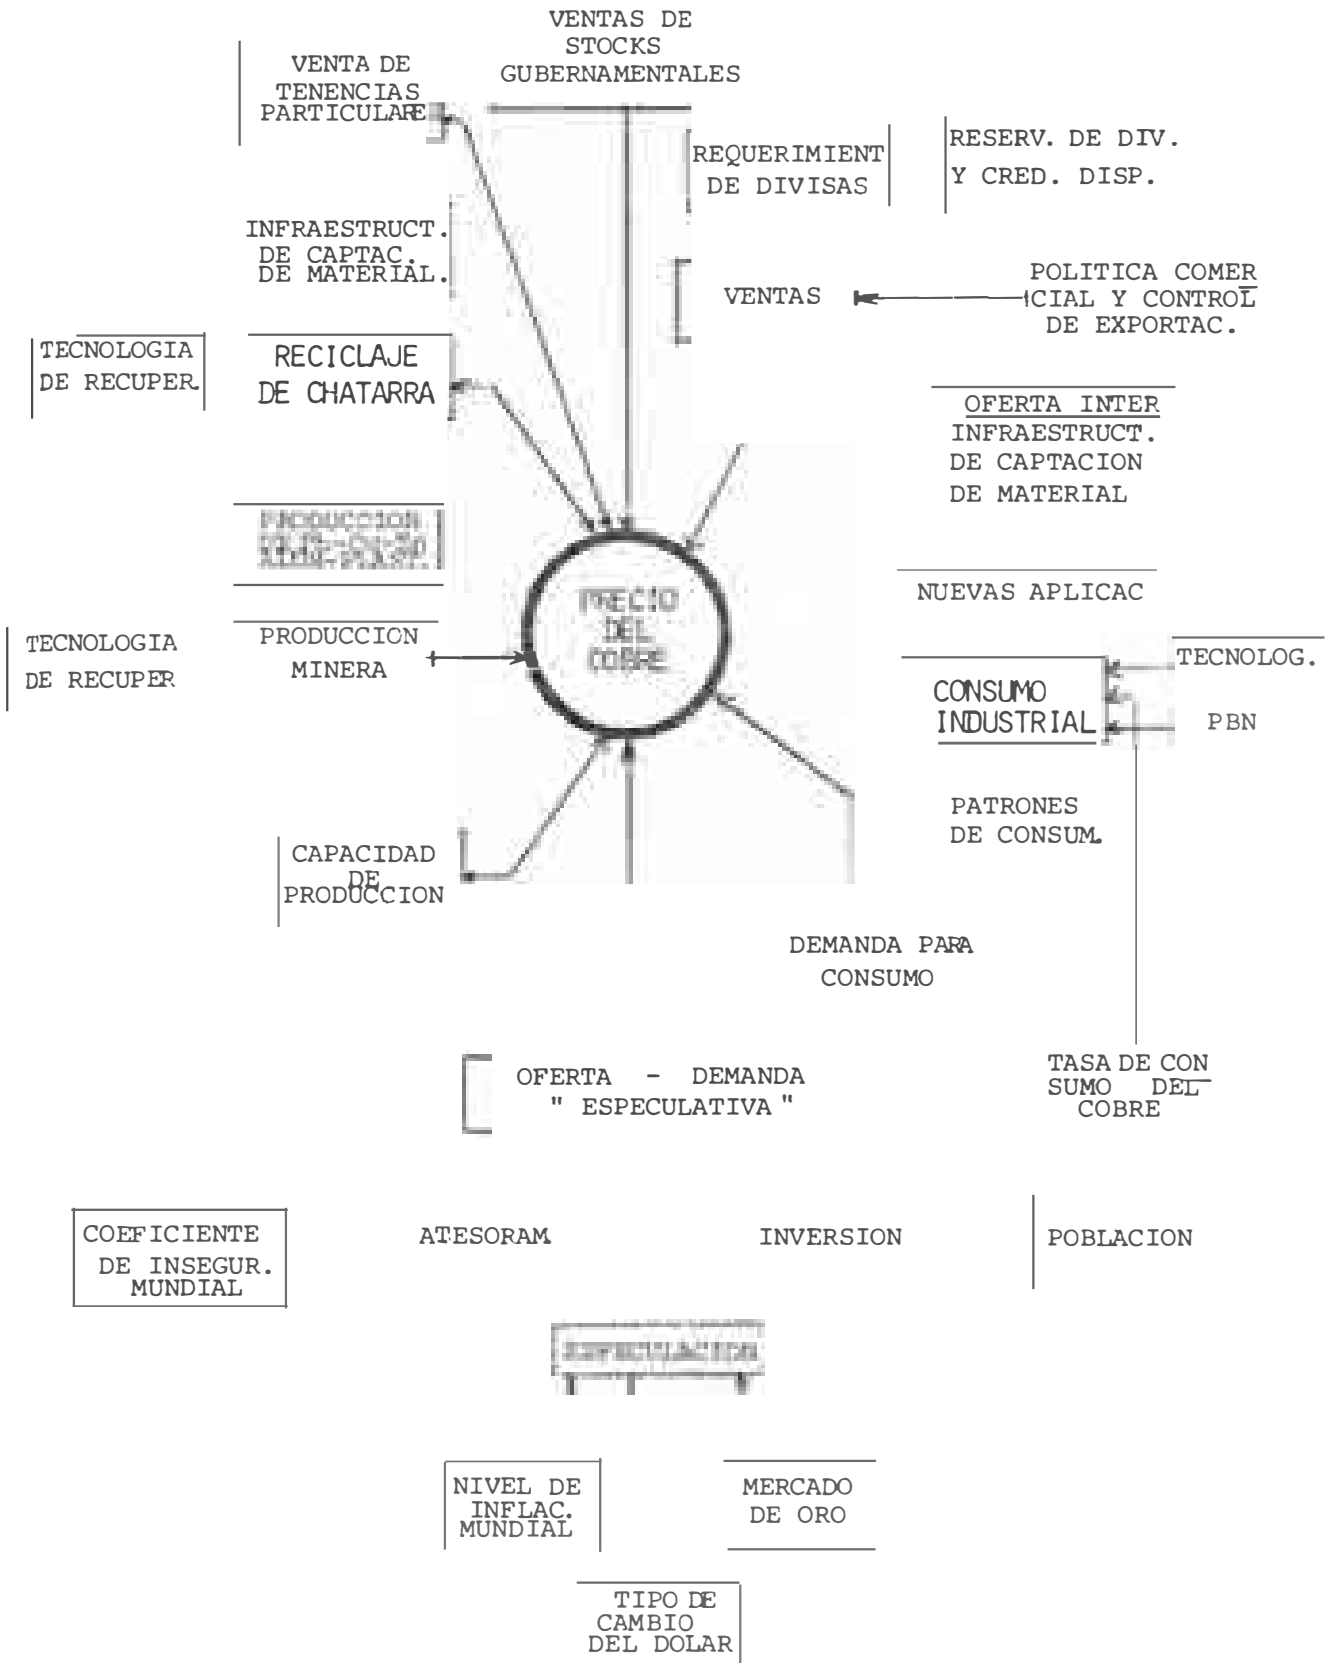 VENTAS DE
STOCKS
GUBERNAMENTALES
VENTA DE
TENENCIAS
PARTICULARE
REQUERIMIENT
DE DIVISAS
RESERV. DE DIV.
Y CRED. DISP.
INFRAESTRUCT.
DE CAPTAC.
DE MATERIAL.
VENTAS
POLITICA COMER
CIAL Y CONTROL
DE EXPORTAC.
TECNOLOGIA
DE RECUPER.
RECICLAJE
DE CHATARRA
OFERTA INTER
INFRAESTRUCT.
DE CAPTACION
DE MATERIAL
PRODUCCION
NUEVAS APLICAC
PRECIO
DEL
COBRE
TECNOLOGIA
DE RECUPER
PRODUCCION
MINERA
CONSUMO
INDUSTRIAL
TECNOLOG.
PBN
PATRONES
DE CONSUM.
CAPACIDAD
DE
PRODUCCION
DEMANDA PARA
CONSUMO
OFERTA - DEMANDA
" ESPECULATIVA "
TASA DE CON
SUMO DEL
COBRE
COEFICIENTE
DE INSEGUR.
MUNDIAL
ATESORAM.
INVERSION
POBLACION
ESPECULACION
NIVEL DE
INFLAC.
MUNDIAL
MERCADO
DE ORO
TIPO DE
CAMBIO
DEL DOLAR